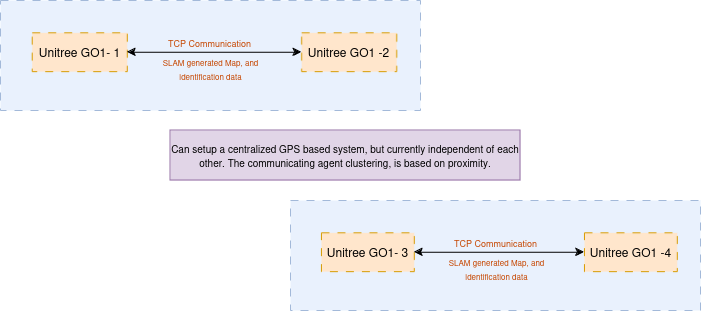 Unitree GO1- 1
TCP Communication
SLAM generated Map, and
identification data
Unitree GO1 -2
Can setup a centralized GPS based system, but currently independent of each
other. The communicating agent clustering, is based on proximity.
Unitree GO1- 3
TCP Communication
SLAM generated Map, and
identification data
Unitree GO1 -4